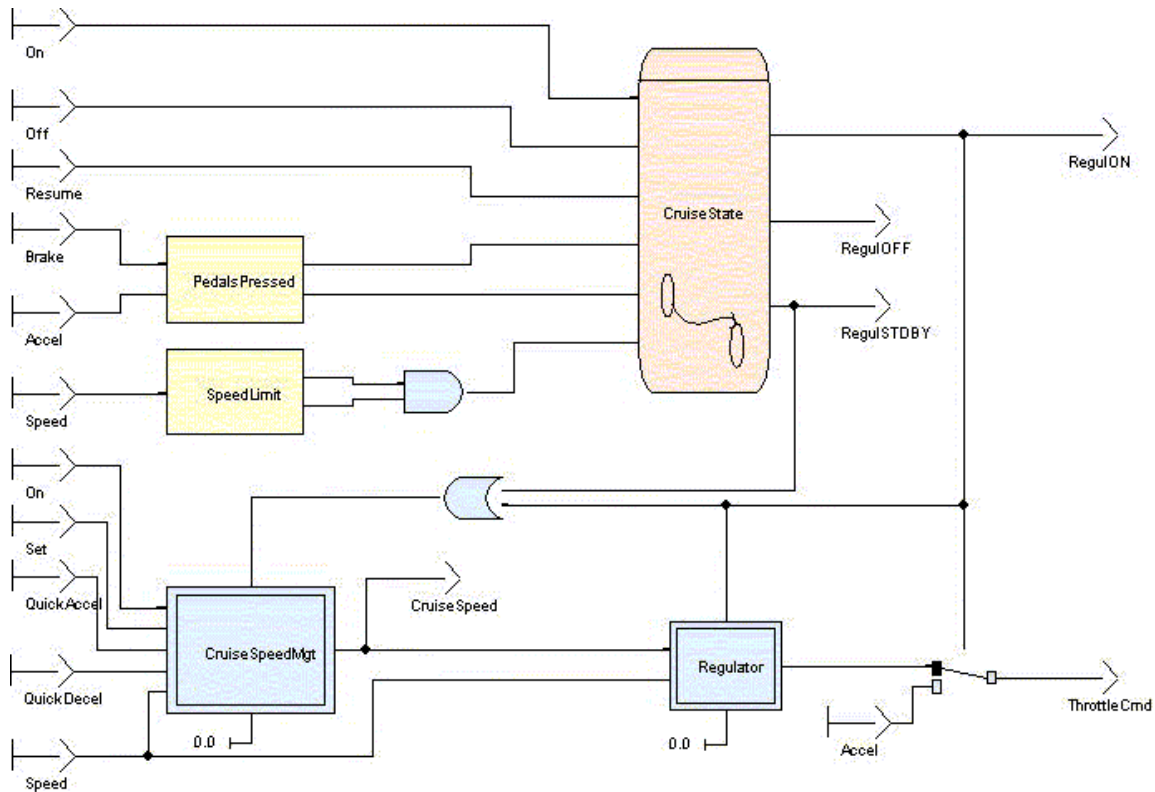 On
Off
Resume
Brake
PedalsPressed
Accel
SpeedLimit
Speed
CruiseState
RegulON
RegulOFF
RegulSTDBY
On
Set
QuickAccel
QuickDecel
Speed
CruiseSpeedMgt
0.0
CruiseSpeed
Regulator
0.0
Accel
ThrottleCmd